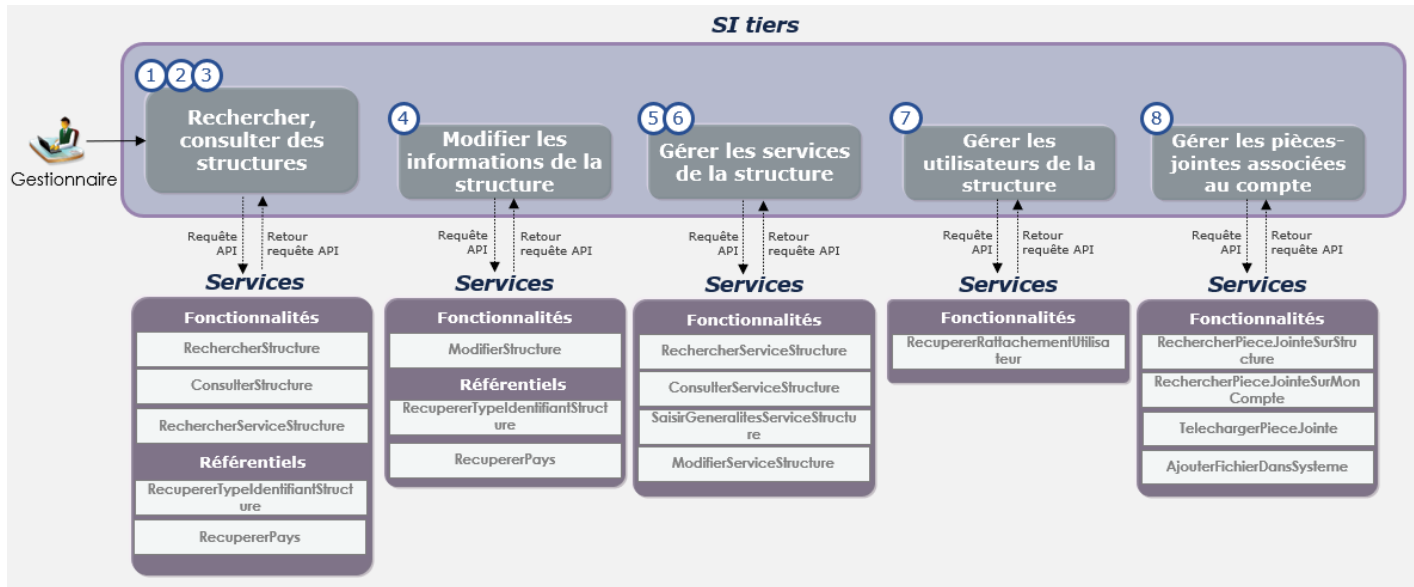 SI tiers
1 2 3
Rechercher,
consulter des
structures
4
Modifier les
informations de la
structure
5 6
Gérer les services
de la structure
7
Gérer les
utilisateurs de la
structure
8
Gérer les pièces-
jointes associées
au compte
Gestionnaire
Requête
API
Retour
requête API
Requête
API
Retour
requête API
Requête
API
Retour
requête API
Requête
API
Retour
requête API
Requête
API
Retour
requête API
Services
Fonctionnalités
RechercherStructure
ConsulterStructure
RechercherServiceStructure
Référentiels
RecupererTypeIdentifiantStruct
ure
RecupererPays
Services
Fonctionnalités
ModifierStructure
Référentiels
RecupererTypeIdentifiantStruct
ure
RecupererPays
Services
Fonctionnalités
RechercherServiceStructure
ConsulterServiceStructure
SaisirGeneralitesServiceStructu
re
ModifierServiceStructure
Services
Fonctionnalités
RecupererRattachementUtilisa
teur
Services
Fonctionnalités
RechercherPieceJointeSurStru
cture
RechercherPieceJointeSurMon
Compte
TelechargerPieceJointe
AjouterFichierDansSysteme